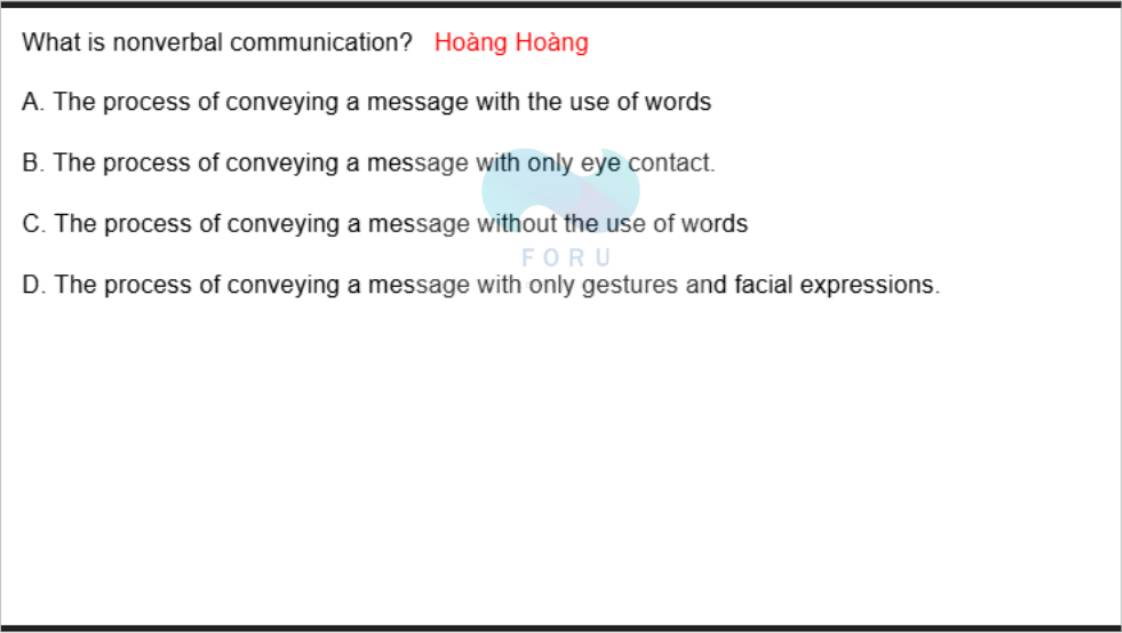 What is nonverbal communication? Hoàng Hoàng
A. The process of conveying a message with the use of words
B. The process of conveying a message with only eye contact.
C. The process of conveying a message without the use of words
FORU
D. The process of conveying a message with only gestures and facial expressions.